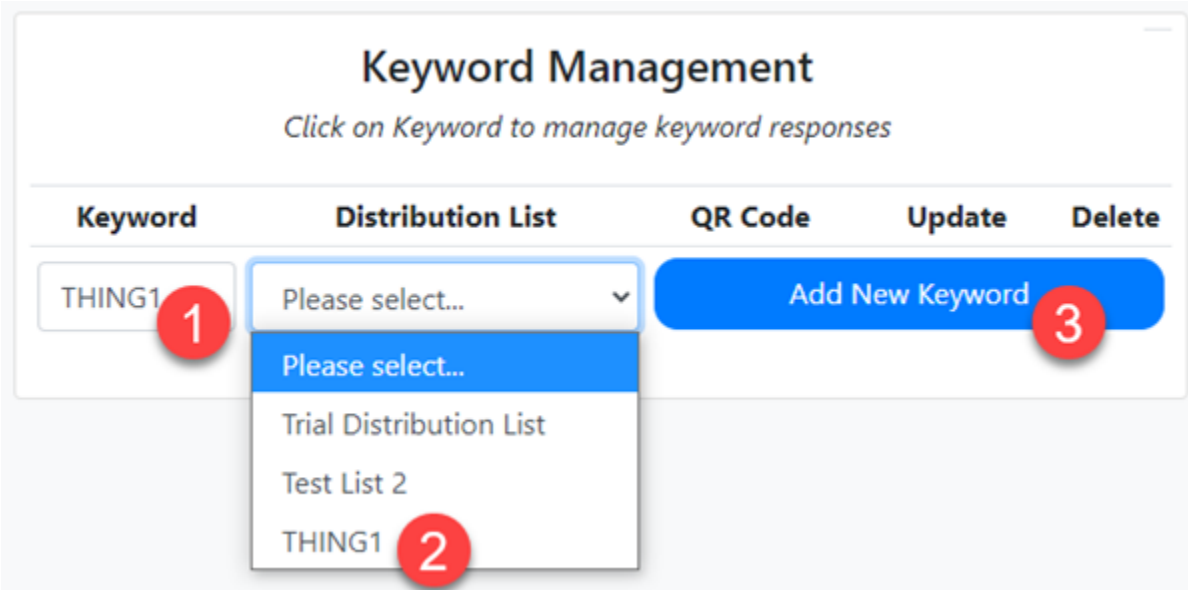 Keyword Management
Click on Keyword to manage keyword responses
Keyword Distribution List QR Code Update Delete
THING1 1 Please select... Add New Keyword 3
Please select...
Trial Distribution List
Test List 2
THING1 2